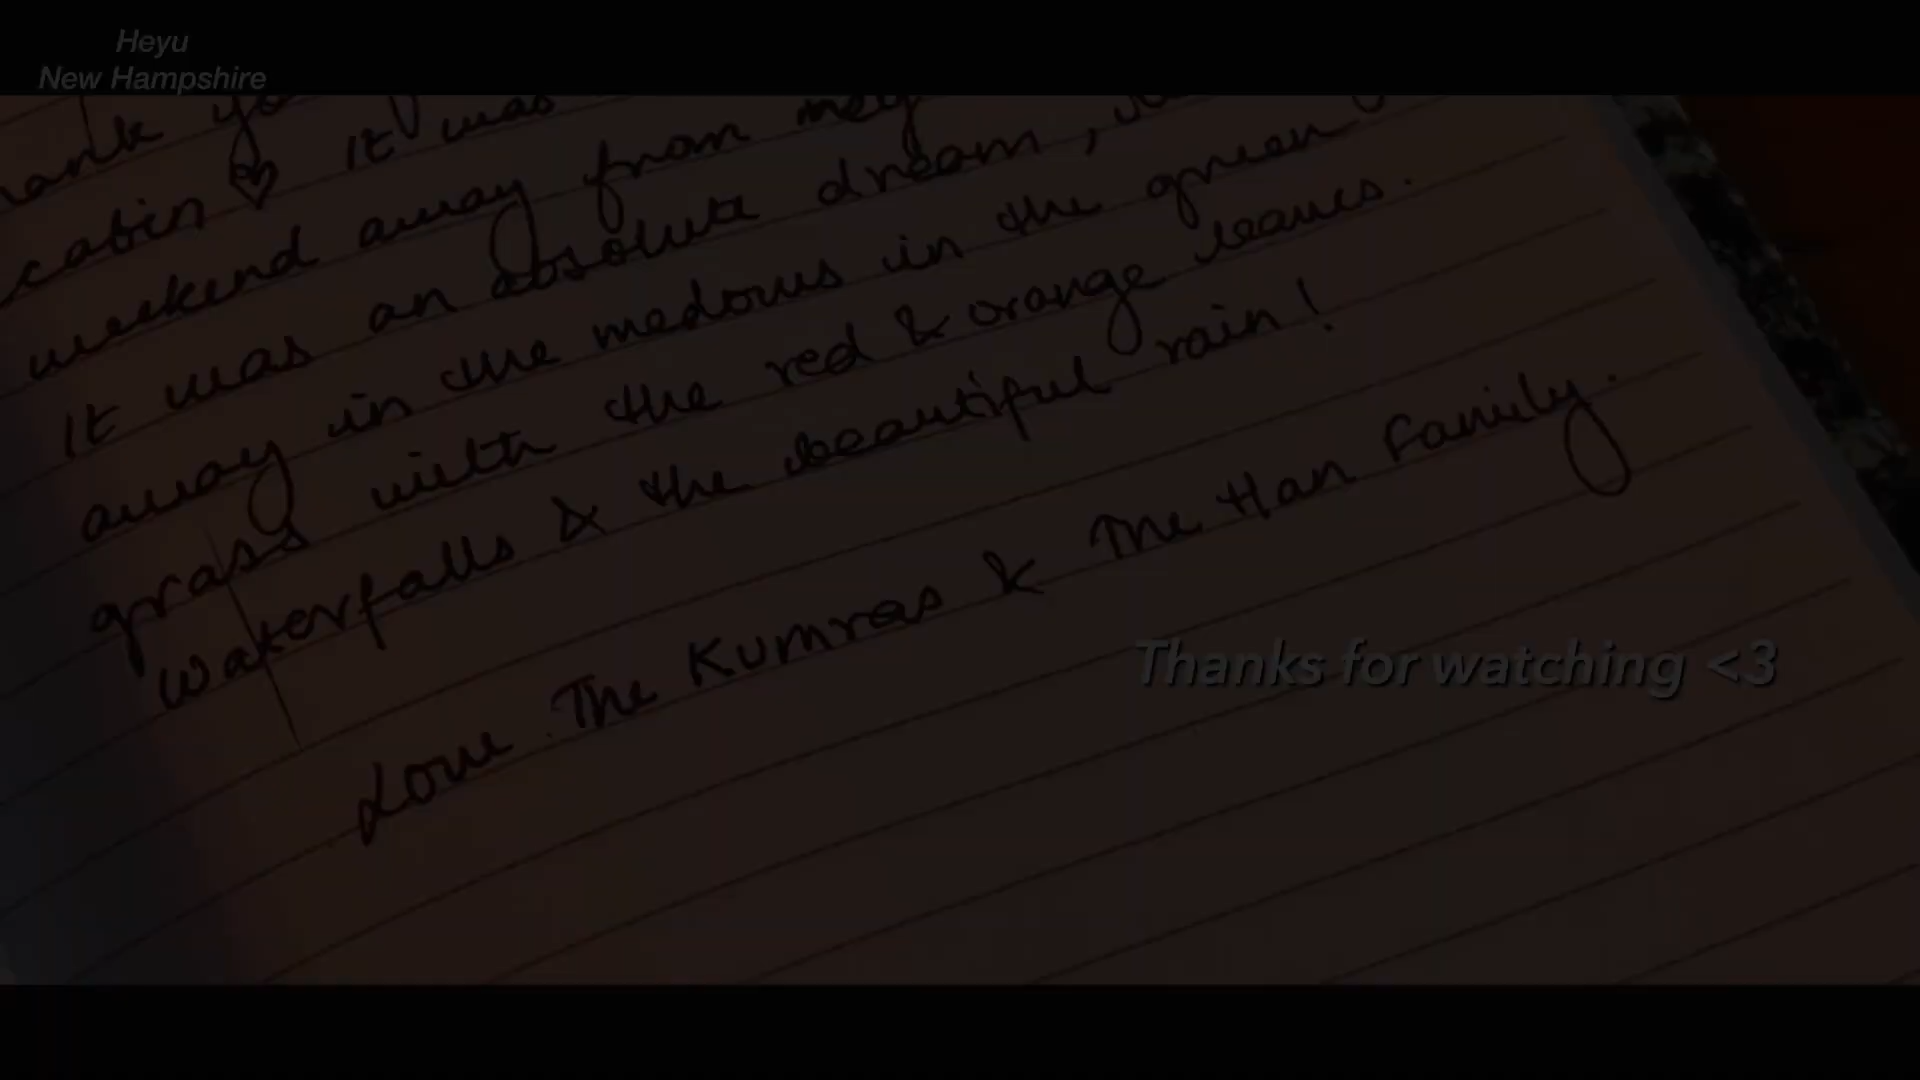 Heyu
New Hampshire
cabin ♡ It was
weekend away from
It was an absolute dream,
away in the medows in the green
grass with the red & orange leaves.
Waterfalls & the beautiful rain!
Love The Kumras & The Han Family.
Thanks for watching <3